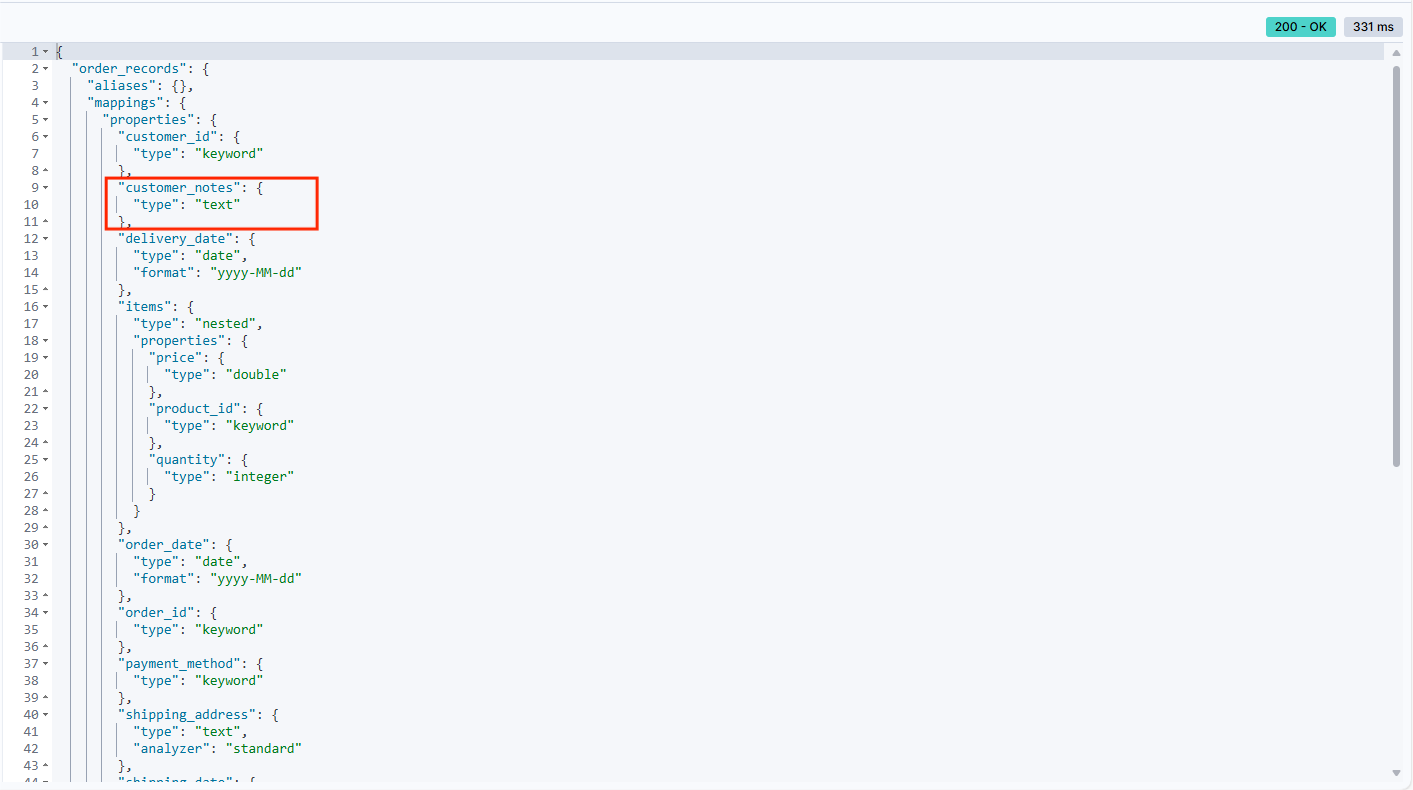 200 - OK 331 ms
1 {
2 "order_records": {
3 "aliases": {},
4 "mappings": {
5 "properties": {
6 "customer_id": {
7 "type": "keyword"
8 },
9 "customer_notes": {
10 "type": "text"
11 },
12 "delivery_date": {
13 "type": "date",
14 "format": "yyyy-MM-dd"
15 },
16 "items": {
17 "type": "nested",
18 "properties": {
19 "price": {
20 "type": "double"
21 },
22 "product_id": {
23 "type": "keyword"
24 },
25 "quantity": {
26 "type": "integer"
27 }
28 }
29 },
30 "order_date": {
31 "type": "date",
32 "format": "yyyy-MM-dd"
33 },
34 "order_id": {
35 "type": "keyword"
36 },
37 "payment_method": {
38 "type": "keyword"
39 },
40 "shipping_address": {
41 "type": "text",
42 "analyzer": "standard"
43 },
44 "shipping_date": {